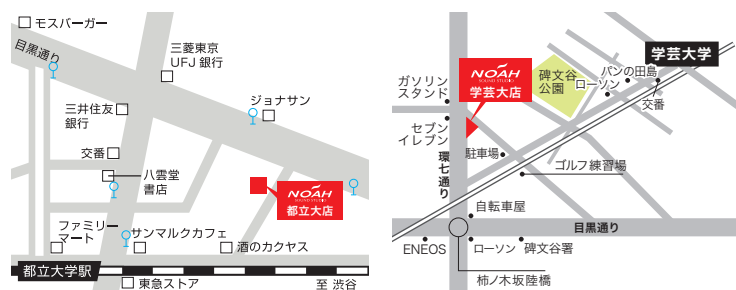 モスバーガー
目黒通り
三菱東京
UFJ 銀行
ジョナサン
三井住友
銀行
交番
八雲堂
書店
NOAH
SOUND STUDIO
都立大店
ファミリー
マート
サンマルクカフェ
酒のカクヤス
都立大学駅
東急ストア
至 渋谷
学芸大学
NOAH
SOUND STUDIO
学芸大店
碑文谷
公園
パンの田島
ローソン
交番
ガソリン
スタンド
セブン
イレブン
環七通り
駐車場
ゴルフ練習場
自転車屋
目黒通り
ENEOS
ローソン
碑文谷署
柿ノ木坂陸橋